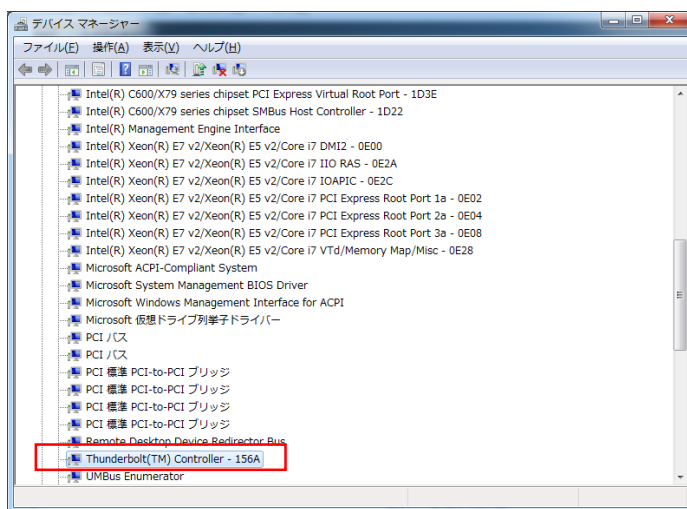 デバイス マネージャー
ファイル(F) 操作(A) 表示(V) ヘルプ(H)
Intel(R) C600/X79 series chipset PCI Express Virtual Root Port - 1D3E
Intel(R) C600/X79 series chipset SMBus Host Controller - 1D22
Intel(R) Management Engine Interface
Intel(R) Xeon(R) E7 v2/Xeon(R) E5 v2/Core i7 DMI2 - 0E00
Intel(R) Xeon(R) E7 v2/Xeon(R) E5 v2/Core i7 IIO RAS - 0E2A
Intel(R) Xeon(R) E7 v2/Xeon(R) E5 v2/Core i7 IOAPIC - 0E2C
Intel(R) Xeon(R) E7 v2/Xeon(R) E5 v2/Core i7 PCI Express Root Port 1a - 0E02
Intel(R) Xeon(R) E7 v2/Xeon(R) E5 v2/Core i7 PCI Express Root Port 2a - 0E04
Intel(R) Xeon(R) E7 v2/Xeon(R) E5 v2/Core i7 PCI Express Root Port 3a - 0E08
Intel(R) Xeon(R) E7 v2/Xeon(R) E5 v2/Core i7 VTd/Memory Map/Misc - 0E28
Microsoft ACPI-Compliant System
Microsoft System Management BIOS Driver
Microsoft Windows Management Interface for ACPI
Microsoft 仮想ドライブ列挙子ドライバー
PCI バス
PCI バス
PCI 標準 PCI-to-PCI ブリッジ
PCI 標準 PCI-to-PCI ブリッジ
PCI 標準 PCI-to-PCI ブリッジ
PCI 標準 PCI-to-PCI ブリッジ
Remote Desktop Device Redirector Bus
Thunderbolt(TM) Controller - 156A
UMBus Enumerator